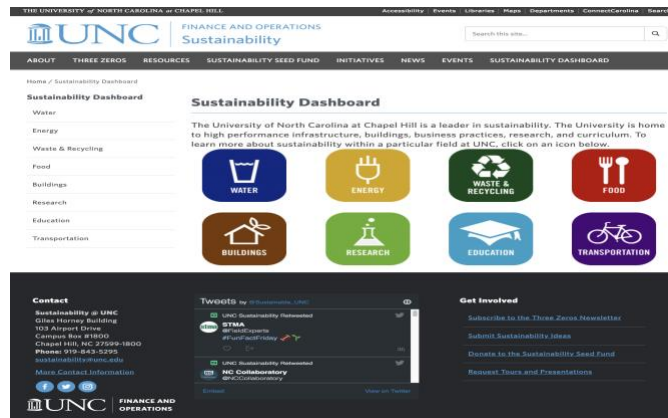 THE UNIVERSITY of NORTH CAROLINA at CHAPEL HILL
Accessibility Events Libraries Maps Departments ConnectCarolina Search
UNC
FINANCE AND OPERATIONS
Sustainability
Search this site...
ABOUT THREE ZEROS RESOURCES SUSTAINABILITY SEED FUND INITIATIVES NEWS EVENTS SUSTAINABILITY DASHBOARD
Home / Sustainability Dashboard
Sustainability Dashboard
Water
Energy
Waste & Recycling
Food
Buildings
Research
Education
Transportation
Sustainability Dashboard
The University of North Carolina at Chapel Hill is a leader in sustainability. The University is home
to high performance infrastructure, buildings, business practices, research, and curriculum. To
learn more about sustainability within a particular field at UNC, click on an icon below.
WATER
ENERGY
WASTE &
RECYCLING
FOOD
BUILDINGS
RESEARCH
EDUCATION
TRANSPORTATION
Contact
Sustainability @ UNC
Giles Horney Building
103 Airport Drive
Campus Box #1800
Chapel Hill, NC 27599-1800
Phone: 919-843-5295
sustainability@unc.edu
More Contact Information
UNC
FINANCE AND
OPERATIONS
Tweets by @Sustainable_UNC
UNC Sustainability Retweeted
stma
STMA
@FieldExperts
#FunFactFriday
UNC Sustainability Retweeted
NC Collaboratory
@NCCollaboratory
Embed
View on Twitter
Get Involved
Subscribe to the Three Zeros Newsletter
Submit Sustainability Ideas
Donate to the Sustainability Seed Fund
Request Tours and Presentations